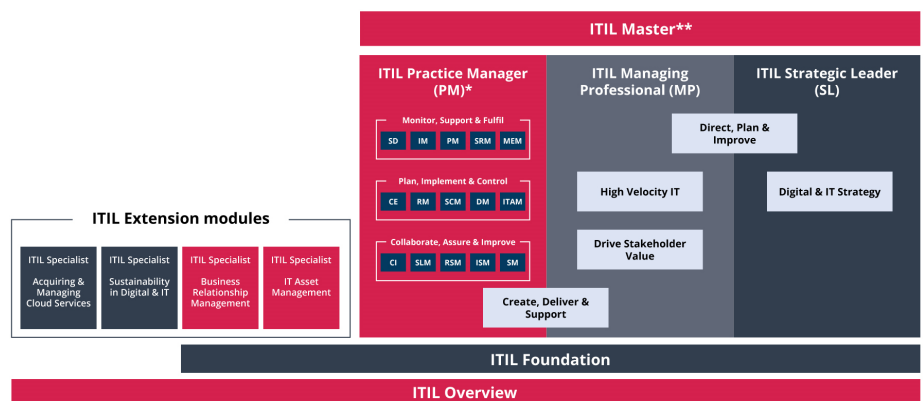 ITIL Master**
ITIL Practice Manager
(PM)*
Monitor, Support & Fulfil
SD IM PM SRM MEM
Plan, Implement & Control
CE RM SCM DM ITAM
Collaborate, Assure & Improve
CI SLM RSM ISM SM
ITIL Managing
Professional (MP)
ITIL Strategic Leader
(SL)
Direct, Plan &
Improve
High Velocity IT
Digital & IT Strategy
Drive Stakeholder
Value
Create, Deliver &
Support
ITIL Extension modules
ITIL Specialist
Acquiring &
Managing
Cloud Services
ITIL Specialist
Sustainability
in Digital & IT
ITIL Specialist
Business
Relationship
Management
ITIL Specialist
IT Asset
Management
ITIL Foundation
ITIL Overview